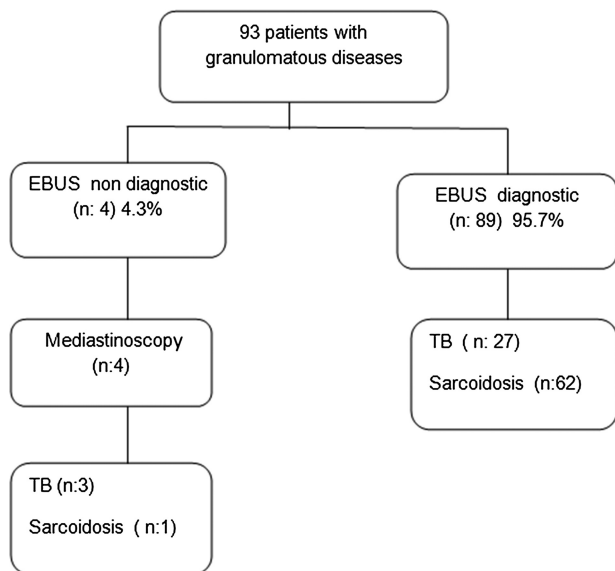 93 patients with
granulomatous diseases
EBUS non diagnostic
(n: 4) 4.3%
EBUS diagnostic
(n: 89) 95.7%
Mediastinoscopy
(n:4)
TB ( n: 27)
Sarcoidosis (n:62)
TB (n:3)
Sarcoidosis ( n:1)